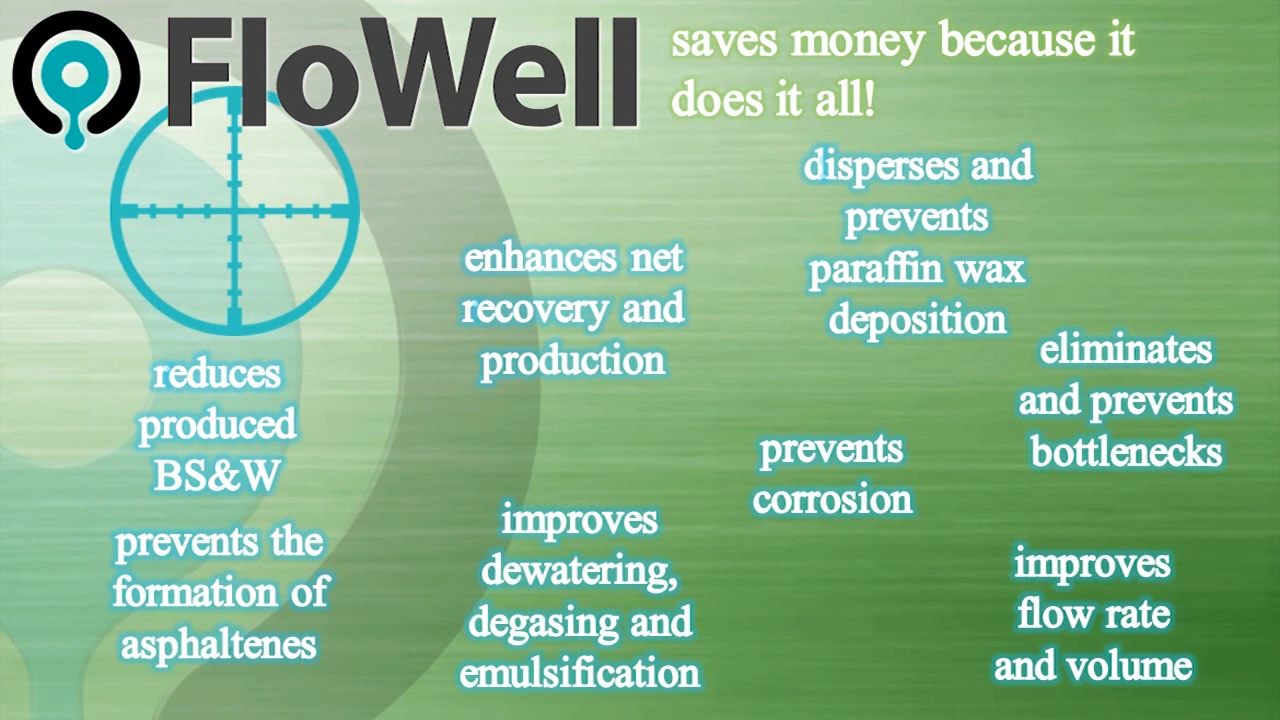 FloWell
saves money because it
does it all!
disperses and
prevents
paraffin wax
deposition
enhances net
recovery and
production
eliminates
and prevents
bottlenecks
reduces
produced
BS&W
prevents
corrosion
prevents the
formation of
asphaltenes
improves
dewatering,
degasing and
emulsification
improves
flow rate
and volume